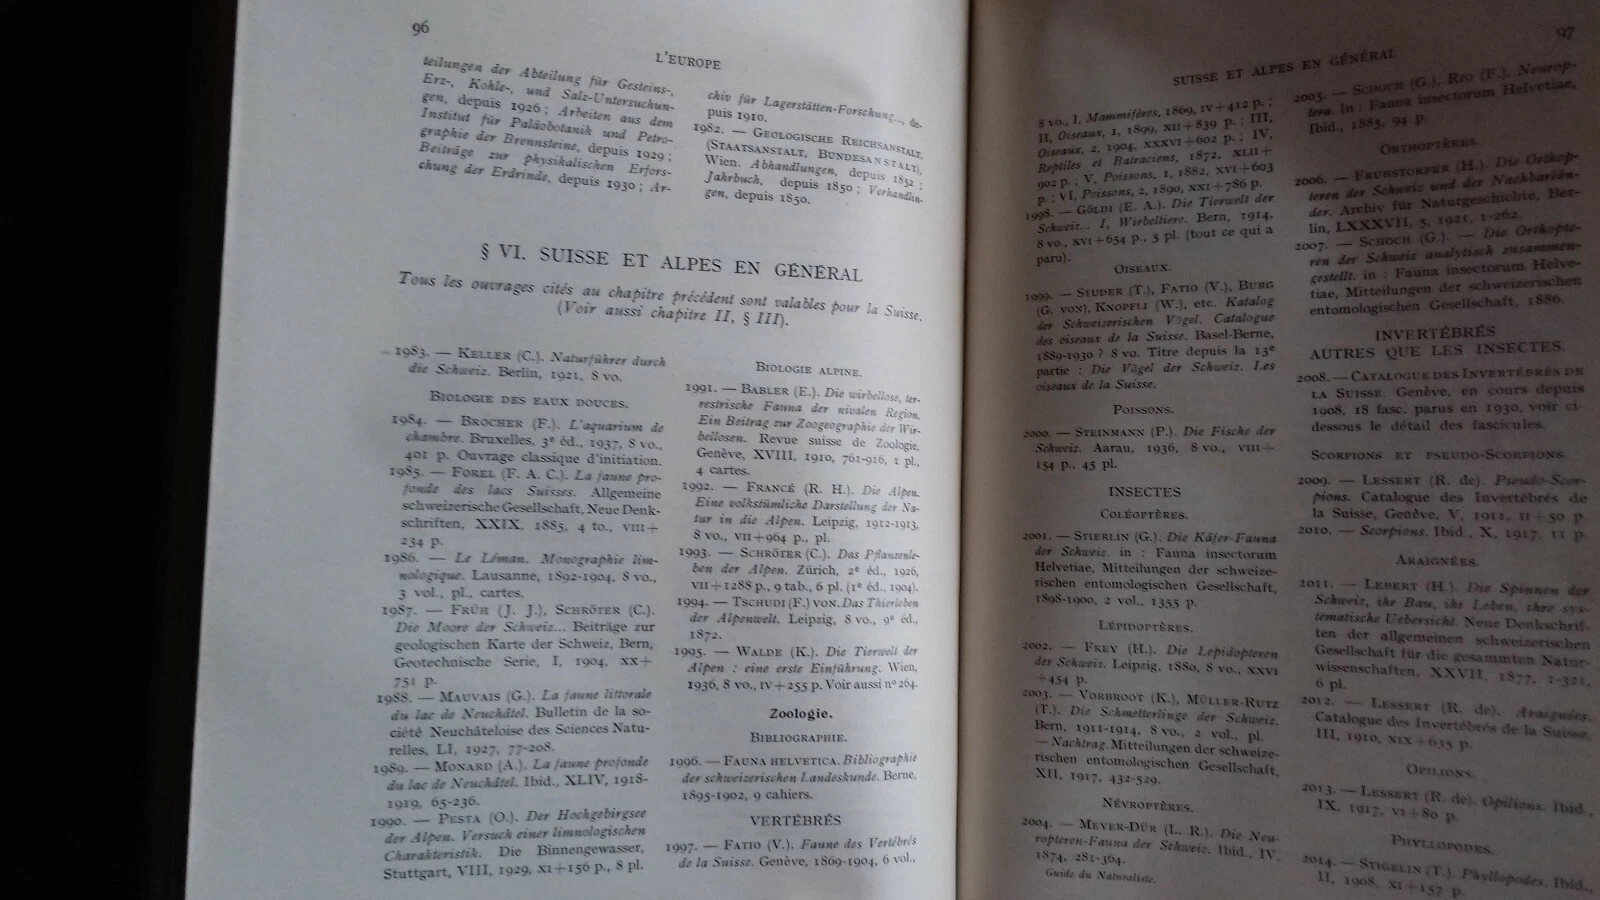 96
L'EUROPE
teilungen der Abteilung für Gesteins-,
Erz-, Kohle-, und Salz-Untersuchun-
gen, depuis 1926; Arbeiten aus dem
Institut für Paläobotanik und Petro-
graphie der Brennsteine, depuis 1929;
Beiträge zur physikalischen Erfors-
chung der Erdrinde, depuis 1930; Ar-
chiv für Lagerstätten-Forschung..., de-
puis 1910.
1982. — GEOLOGISCHE REICHSANSTALT,
(STAATSANSTALT, BUNDESANSTALT),
Wien. Abhandlungen, depuis 1852;
Jahrbuch, depuis 1850; Verhandlun-
gen, depuis 1850.
§ VI. SUISSE ET ALPES EN GÉNÉRAL
Tous les ouvrages cités au chapitre précédent sont valables pour la Suisse.
(Voir aussi chapitre II, § III).
1983. — KELLER (C.). Naturführer durch
die Schweiz. Berlin, 1921, 8 vo.
BIOLOGIE DES EAUX DOUCES.
1984. — BROCHER (F.). L'aquarium de
chambre. Bruxelles, 3e éd., 1937, 8 vo.,
401 p. Ouvrage classique d'initiation.
1985. — FOREL (F. A. C.). La faune pro-
fonde des lacs Suisses. Allgemeine
schweizerische Gesellschaft, Neue Denk-
schriften, XXIX, 1885, 4 to., VIII+
234 p.
1986. — Le Léman. Monographie lim-
nologique. Lausanne, 1892-1904, 8 vo.,
3 vol., pl., cartes.
1987. — FRÜH (J. J.), SCHRÖTER (C.).
Die Moore der Schweiz... Beiträge zur
geologischen Karte der Schweiz, Bern,
Geotechnische Serie, I, 1904, XX+
751 p.
1988. — MAUVAIS (G.). La faune littorale
du lac de Neuchâtel. Bulletin de la so-
ciété Neuchâteloise des Sciences Natu-
relles, LI, 1927, 77-208.
1989. — MONARD (A.). La faune profonde
du lac de Neuchâtel. Ibid., XLIV, 1918-
1919, 65-236.
1990. — PESTA (O.). Der Hochgebirgsee
der Alpen. Versuch einer limnologischen
Charakteristik. Die Binnengewasser,
Stuttgart, VIII, 1929, XI+156 p., 8 pl.
BIOLOGIE ALPINE.
1991. — BABLER (E.). Die wirbellose, ter-
restrische Fauna der nivalen Region.
Ein Beitrag zur Zoogeographie der Wir-
bellosen. Revue suisse de Zoologie,
Genève, XVIII, 1910, 761-916, 1 pl.,
4 cartes.
1992. — FRANCÉ (R. H.). Die Alpen.
Eine volkstümliche Darstellung der Na-
tur in die Alpen. Leipzig, 1912-1913,
8 vo., VII+964 p., pl.
1993. — SCHRÖTER (C.). Das Pflanzenle-
ben der Alpen. Zürich, 2e éd., 1926,
VII+1288 p., 9 tab., 6 pl. (1e éd., 1904).
1994. — TSCHUDI (F.) VON. Das Thierleben
der Alpenwelt. Leipzig, 8 vo., 9e éd.,
1872.
1995. — WALDE (K.). Die Tierwelt der
Alpen : eine erste Einführung. Wien,
1936, 8 vo., IV+255 p. Voir aussi n° 264.
Zoologie.
BIBLIOGRAPHIE.
1996. — FAUNA HELVETICA. Bibliographie
der schweizerischen Landeskunde. Berne,
1895-1902, 9 cahiers.
VERTÉBRÉS
1997. — FATIO (V.). Faune des Vertébrés
de la Suisse. Genève, 1869-1904, 6 vol.,
SUISSE ET ALPES EN GÉNÉRAL
97
8 vo., I, Mammifères, 1869, IV+412 p. ;
II, Oiseaux, 1, 1899, XII+839 p. ; III,
Oiseaux, 2, 1904, XXXVI+602 p. ; IV,
Reptiles et Batraciens, 1872, XLII+
902 p. ; V, Poissons, 1, 1882, XVI+603
p. ; VI, Poissons, 2, 1890, XXI+786 p.
1998. — GÖLDI (E. A.). Die Tierwelt der
Schweiz... I, Wirbeltiere. Bern, 1914,
8 vo., XVI+654 p., 5 pl. (tout ce qui a
paru).
OISEAUX.
1999. — STUDER (T.), FATIO (V.), BURG
(G. VON), KNOPFLI (W.), etc. Katalog
der Schweizerischen Vögel. Catalogue
des oiseaux de la Suisse. Basel-Berne,
1889-1930 ? 8 vo. Titre depuis la 13e
partie : Die Vögel der Schweiz. Les
oiseaux de la Suisse.
POISSONS.
2000. — STEINMANN (P.). Die Fische der
Schweiz. Aarau, 1936, 8 vo., VIII+
154 p., 45 pl.
INSECTES
COLÉOPTÈRES.
2001. — STIERLIN (G.). Die Käfer-Fauna
der Schweiz. in : Fauna insectorum
Helvetiae, Mitteilungen der schweize-
rischen entomologischen Gesellschaft,
1898-1900, 2 vol., 1355 p.
LÉPIDOPTÈRES.
2002. — FREY (H.). Die Lepidopteren
der Schweiz. Leipzig, 1880, 8 vo., XXVI
+454 p.
2003. — VORBRODT (K.), MÜLLER-RUTZ
(T.). Die Schmetterlinge der Schweiz.
Bern, 1911-1914, 8 vo., 2 vol., pl.
— Nachtrag. Mitteilungen der schweize-
rischen entomologischen Gesellschaft,
XII, 1917, 432-529.
NÉVROPTÈRES.
2004. — MEYER-DÜR (L. R.). Die Neu-
ropteren-Fauna der Schweiz. Ibid., IV,
1874, 281-364.
Guide du Naturaliste.
2005. — SCHOCH (G.), RIO (F.). Neurop-
tera. In : Fauna insectorum Helvetiae,
Ibid., 1883, 94 p.
ORTHOPTÈRES.
2006. — FRUHSTORFER (H.). Die Orthop-
teren der Schweiz und der Nachbarlän-
der. Archiv für Naturgeschichte, Ber-
lin, LXXXVII, 5, 1921, 1-262.
2007. — SCHOCH (G.). — Die Orthopte-
ren der Schweiz analytisch zusammen-
gestellt. in : Fauna insectorum Helve-
tiae, Mitteilungen der schweizerischen
entomologischen Gesellschaft, 1886.
INVERTÉBRÉS
AUTRES QUE LES INSECTES.
2008. — CATALOGUE DES INVERTÉBRÉS DE
LA SUISSE. Genève, en cours depuis
1908, 18 fasc. parus en 1930, voir ci-
dessous le détail des fascicules.
SCORPIONS ET PSEUDO-SCORPIONS.
2009. — LESSERT (R. de). Pseudo-Scor-
pions. Catalogue des Invertébrés de
la Suisse, Genève, V, 1911, II+50 p.
2010. — Scorpions. Ibid., X, 1917, 11 p.
ARAIGNÉES.
2011. — LEBERT (H.). Die Spinnen der
Schweiz, ihr Bau, ihr Leben, ihre sys-
tematische Uebersicht. Neue Denkschrif-
ten der allgemeinen schweizerischen
Gesellschaft für die gesammten Natur-
wissenschaften, XXVII, 1877, 1-321,
6 pl.
2012. — LESSERT (R. de). Araignées.
Catalogue des Invertébrés de la Suisse,
III, 1910, XIX+635 p.
OPILIONS.
2013. — LESSERT (R. de). Opilions. Ibid.,
IX, 1917, VI+80 p.
PHYLLOPODES.
2014. — STIGELIN (T.). Phyllopodes. Ibid.,
II, 1908, XI+157 p.